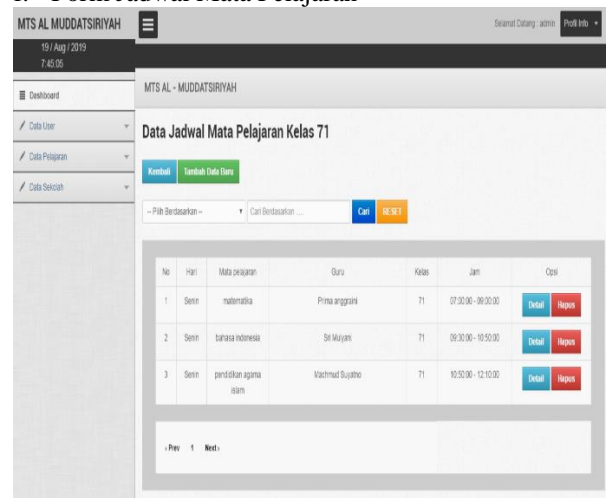 MTS AL MUDDATSIRIYAH
Selamat Datang : admin Profil Info
19 / Aug / 2019
7:45:05
Dashboard
Data User
Data Pelajaran
Data Sekolah
MTS AL - MUDDATSIRIYAH
Data Jadwal Mata Pelajaran Kelas 71
Kembali Tambah Data Baru
-- Pilih Berdasarkan -- Cari Berdasarkan .... Cari RESET
No Hari Mata pelajaran Guru Kelas Jam Opsi
1 Senin matematika Prima anggraini 71 07:30:00 - 09:30:00 Detail Hapus
2 Senin bahasa indonesia Sri Mulyani 71 09:30:00 - 10:50:00 Detail Hapus
3 Senin pendidikan agama islam Machmud Suyatno 71 10:50:00 - 12:10:00 Detail Hapus
‹ Prev 1 Next ›